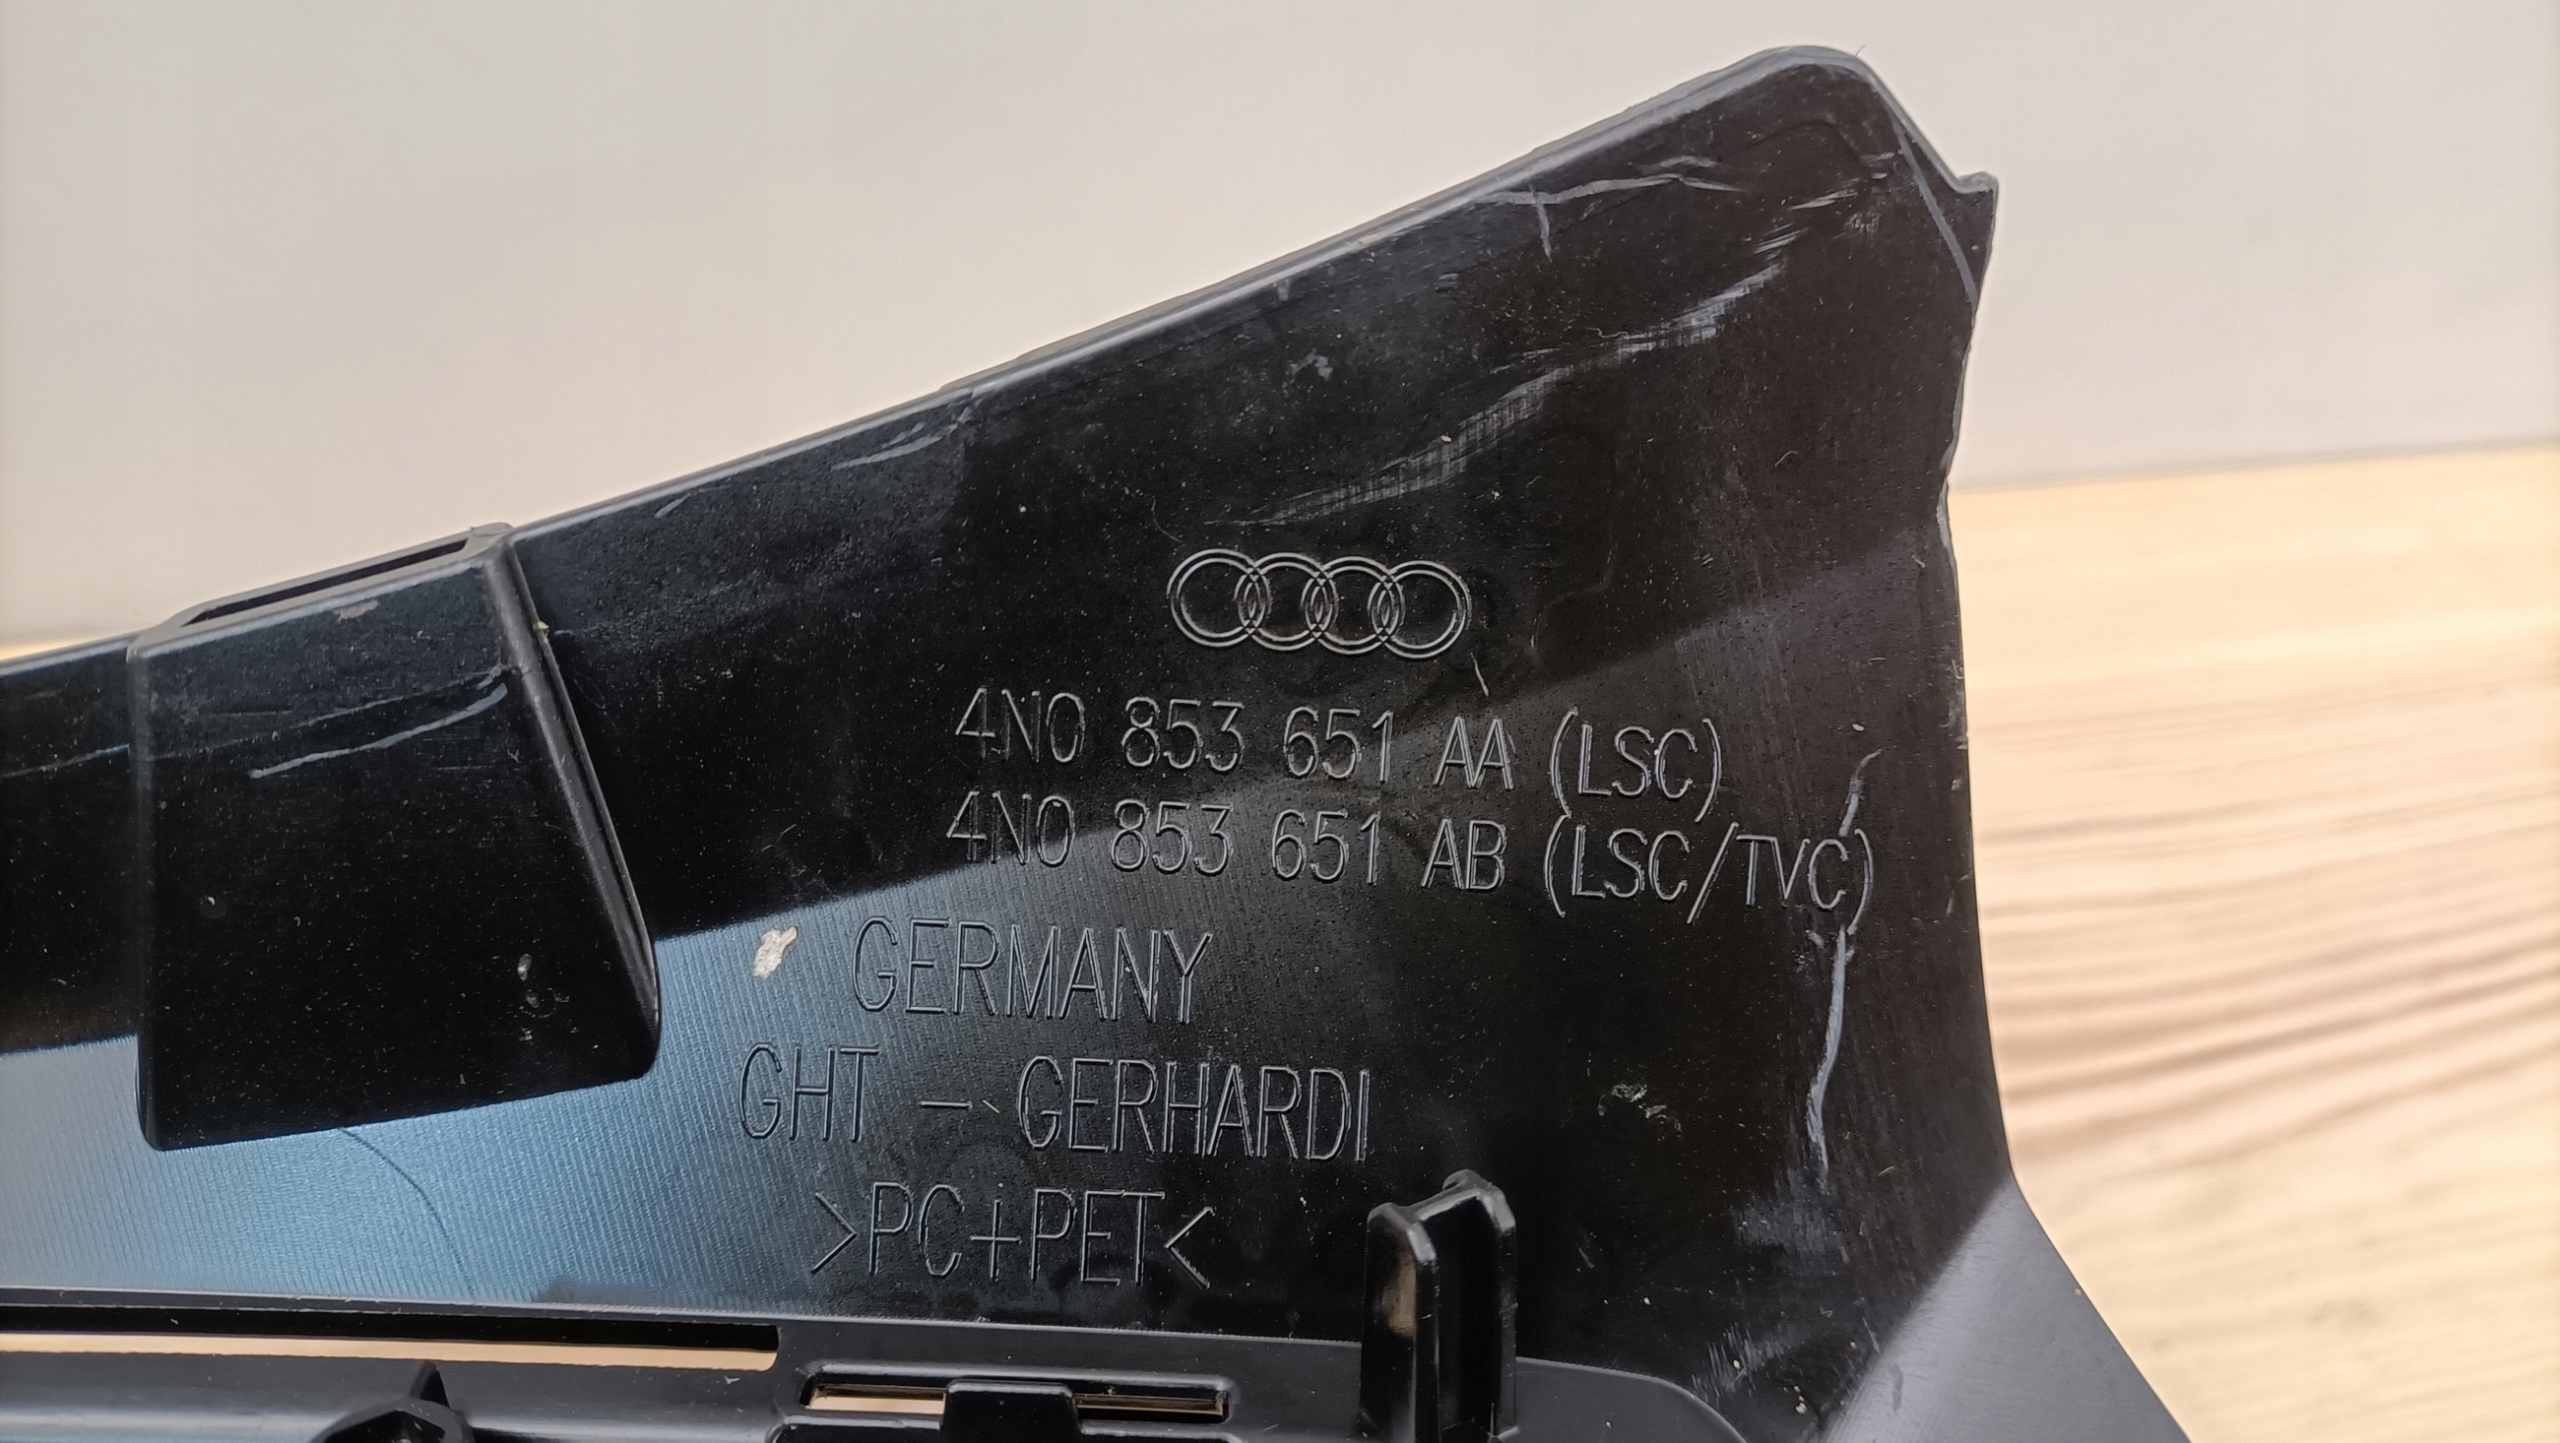 4N0 853 651 AA (LSC)
4N0 853 651 AB (LSC/TVC)
GERMANY
GHT - GERHARDI
>PC+PET<